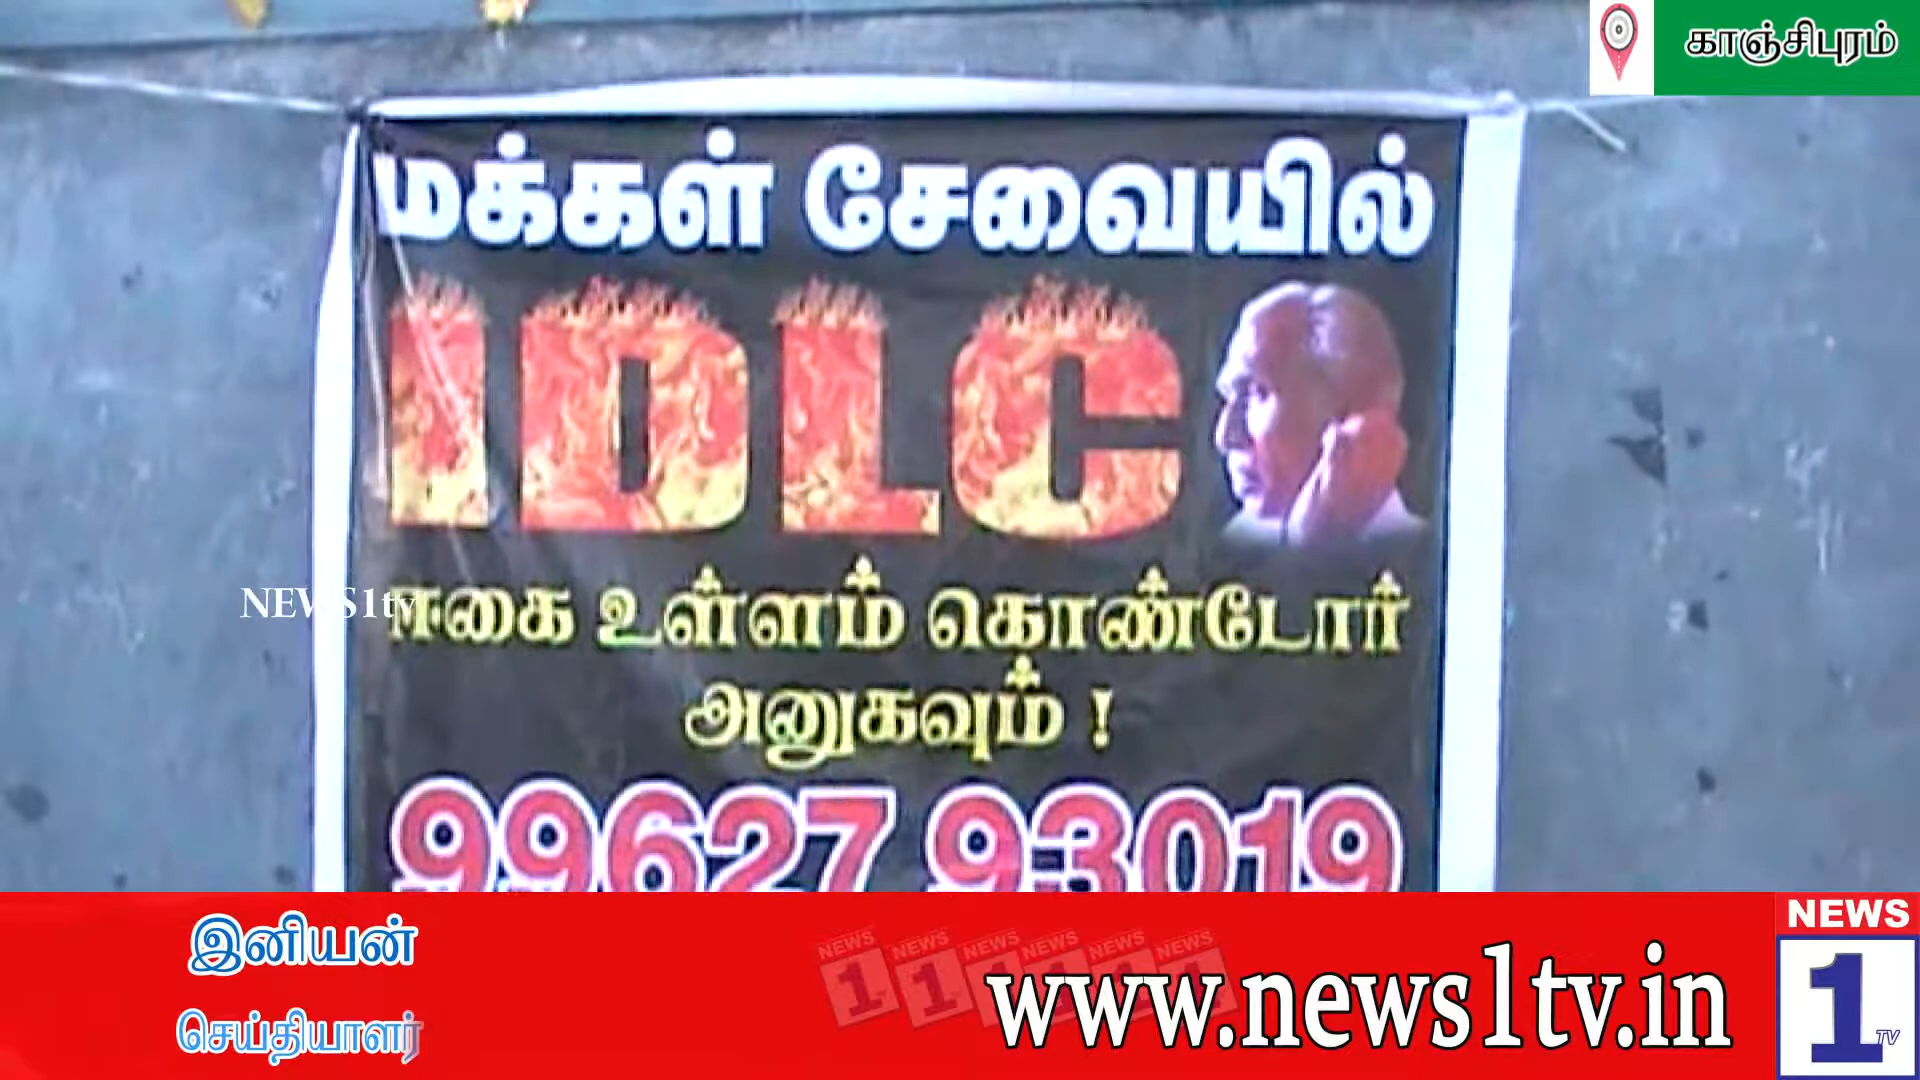 காஞ்சிபுரம்
மக்கள் சேவையில்
IDLC
ஈகை உள்ளம் கொண்டோர்
அனுகவும் !
99627 93019
NEWS1tv
இனியன்
செய்தியாளர்
www.news1tv.in
NEWS
1
TV